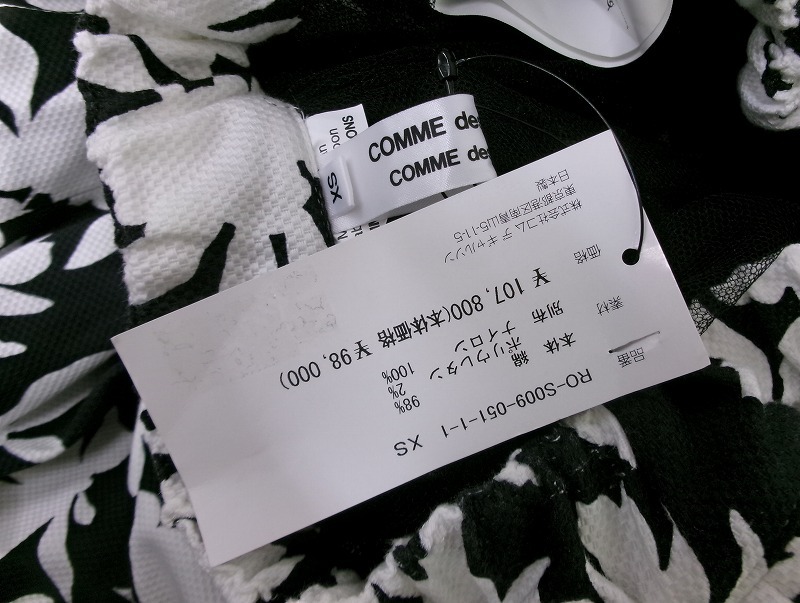 COMME de
COMME de
XS
品番
RO-S009-051-1-1 XS
素材
本体 綿 98%
ポリウレタン 2%
別布 ナイロン 100%
価格
¥ 107,800(本体価格 ¥ 98,000)
株式会社コム デ ギャルソン
東京都港区南青山5-11-5
日本製